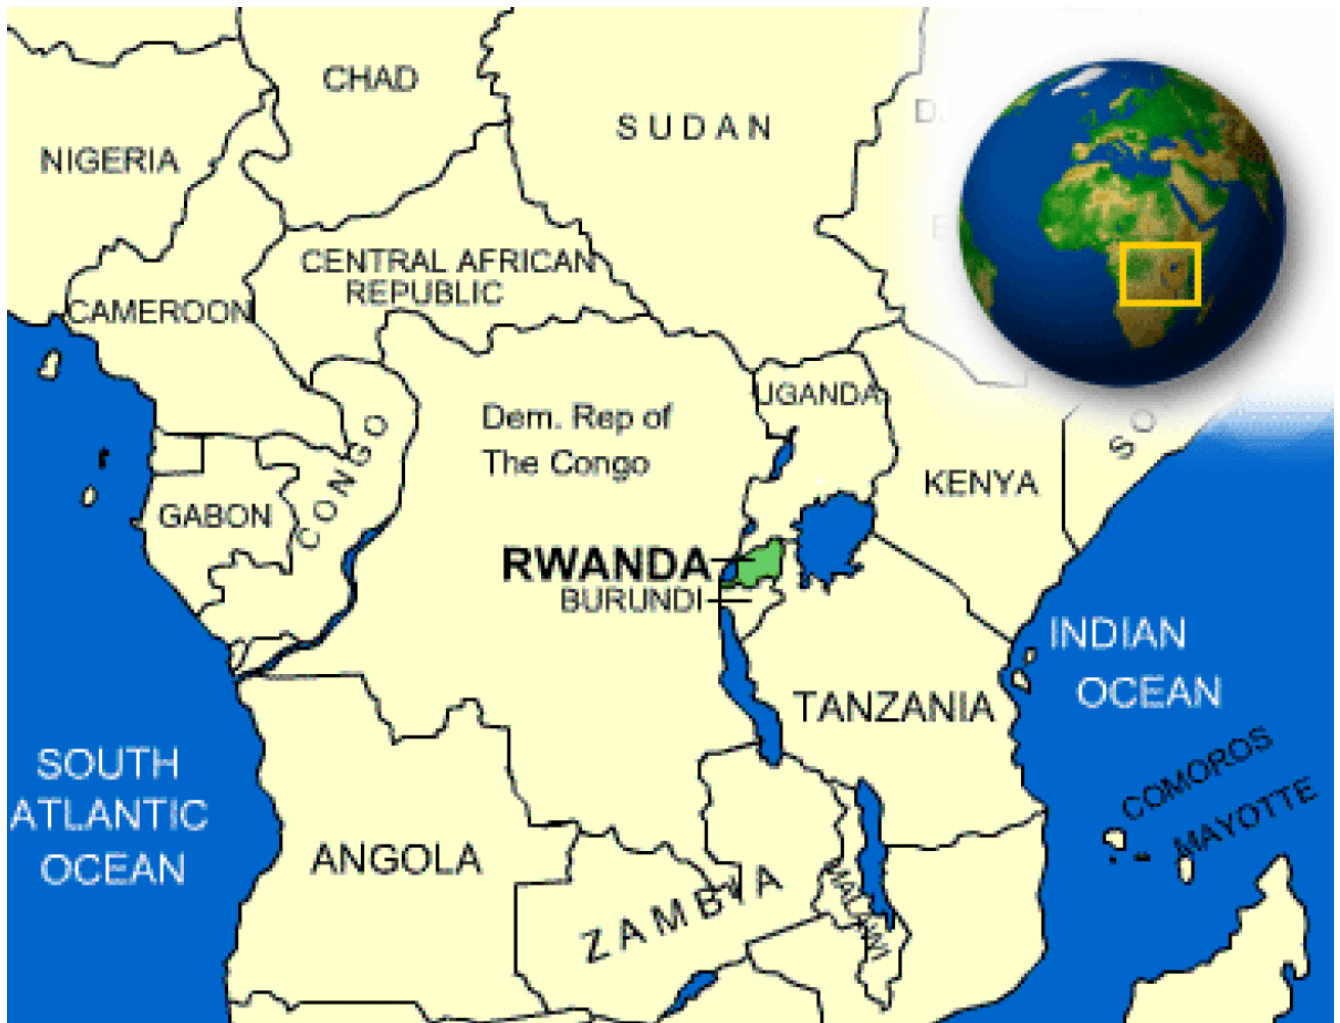 CHAD
SUDAN
NIGERIA
CENTRAL AFRICAN
REPUBLIC
CAMEROON
UGANDA
Dem. Rep of
The Congo
CONGO
KENYA
GABON
RWANDA
BURUNDI
INDIAN
OCEAN
TANZANIA
SOUTH
ATLANTIC
OCEAN
COMOROS
MAYOTTE
ANGOLA
ZAMBYA
MALAWI